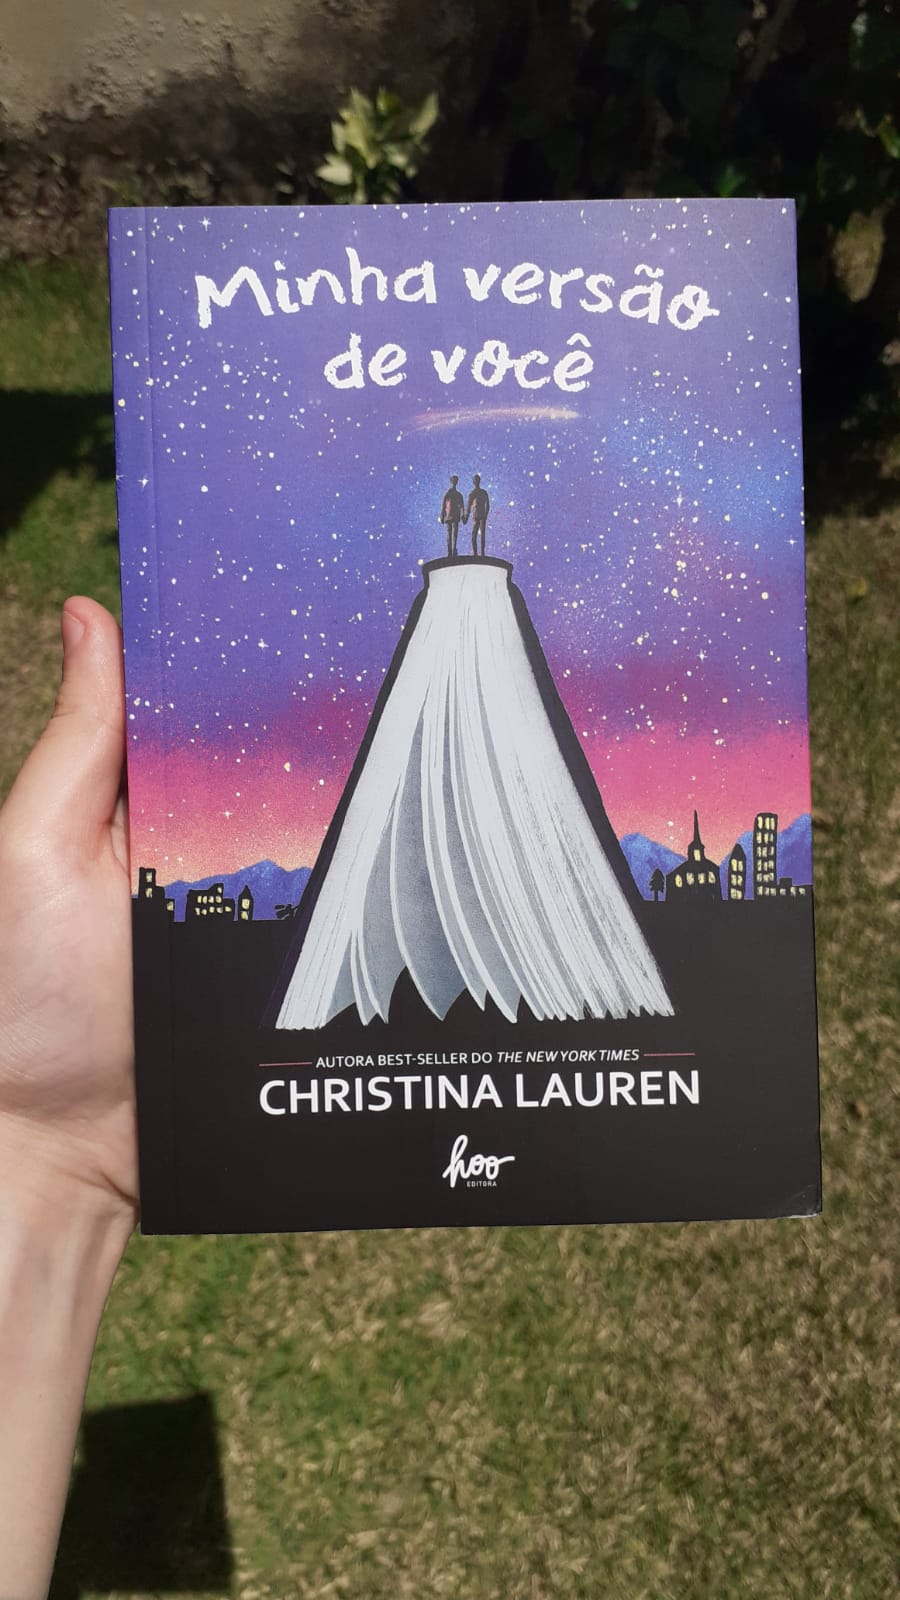 Minha versão
de você
AUTORA BEST-SELLER DO THE NEW YORK TIMES
CHRISTINA LAUREN
hoo
EDITORA